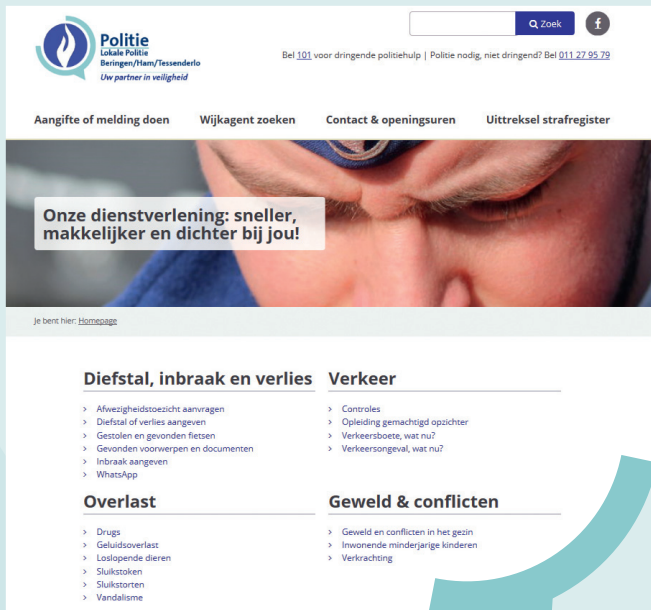 Zoek
f
Politie
Lokale Politie
Beringen/Ham/Tessenderlo
Uw partner in veiligheid
Bel 101 voor dringende politiehulp | Politie nodig, niet dringend? Bel 011 27 95 79
Aangifte of melding doen
Wijkagent zoeken
Contact & openingsuren
Uittreksel strafregister
Onze dienstverlening: sneller,
makkelijker en dichter bij jou!
Je bent hier: Homepage
Diefstal, inbraak en verlies
> Afwezigheidstoezicht aanvragen
> Diefstal of verlies aangeven
> Gestolen en gevonden fietsen
> Gevonden voorwerpen en documenten
> Inbraak aangeven
> WhatsApp
Verkeer
> Controles
> Opleiding gemachtigd opzichter
> Verkeersboete, wat nu?
> Verkeersongeval, wat nu?
Overlast
> Drugs
> Geluidsoverlast
> Loslopende dieren
> Sluikstoken
> Sluikstorten
> Vandalisme
Geweld & conflicten
> Geweld en conflicten in het gezin
> Inwonende minderjarige kinderen
> Verkrachting